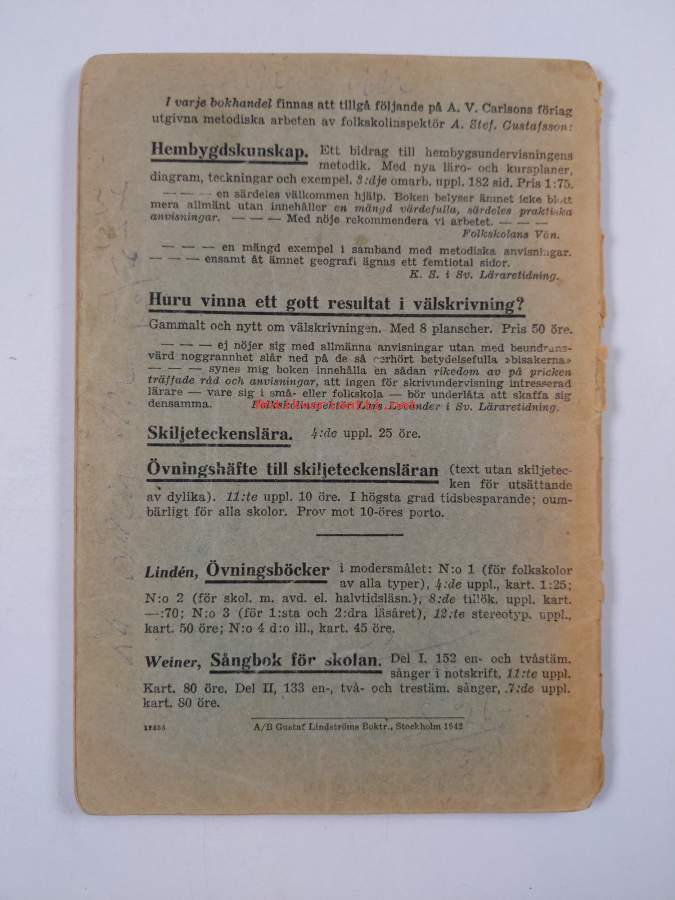 I varje bokhandel finnas att tillgå följande på A. V. Carlsons förlag
utgivna metodiska arbeten av folkskolinspektör A. Stef. Gustafsson:
Hembygdskunskap. Ett bidrag till hembygsundervisningens
metodik. Med nya läro- och kursplaner,
diagram, teckningar och exempel. 3:dje omarb. uppl. 182 sid. Pris 1:75.
— — — en särdeles välkommen hjälp. Boken belyser ämnet icke blott
mera allmänt utan innehåller en mängd värdefulla, särdeles praktiska
anvisningar. — — — Med nöje rekommendera vi arbetet. — — —
Folkskolans Vän.
— — — en mängd exempel i samband med metodiska anvisningar.
— — — ensamt åt ämnet geografi ägnas ett femtiotal sidor.
K. S. i Sv. Läraretidning.
Huru vinna ett gott resultat i välskrivning?
Gammalt och nytt om välskrivningen. Med 8 planscher. Pris 50 öre.
— — — ej nöjer sig med allmänna anvisningar utan med beundrans-
värd noggrannhet slår ned på de så oerhört betydelsefulla »bisakerna»
— — — synes mig boken innehålla en sådan rikedom av på pricken
träffade råd och anvisningar, att ingen för skrivundervisning intresserad
lärare — vare sig i små- eller folkskola — bör underlåta att skaffa sig
densamma. Folkskolinspektör Lars Levander i Sv. Läraretidning.
Skiljeteckenslära. 4:de uppl. 25 öre.
Övningshäfte till skiljeteckensläran (text utan skiljetec-
ken för utsättande
av dylika). 11:te uppl. 10 öre. I högsta grad tidsbesparande; oum-
bärligt för alla skolor. Prov mot 10-öres porto.
Lindén, Övningsböcker i modersmålet: N:o 1 (för folkskolor
av alla typer), 4:de uppl., kart. 1:25;
N:o 2 (för skol. m. avd. el. halvtidsläsn.), 8:de tillök. uppl. kart.
—:70; N:o 3 (för 1:sta och 2:dra läsåret), 12:te stereotyp. uppl.,
kart. 50 öre; N:o 4 d:o ill., kart. 45 öre.
Weiner, Sångbok för skolan. Del I. 152 en- och tvåstäm.
sånger i notskrift, 11:te uppl.
Kart. 80 öre. Del II, 133 en-, två- och trestäm. sånger, 7:de uppl.
kart. 80 öre.
A/B Gustaf Lindströms Boktr., Stockholm 1942